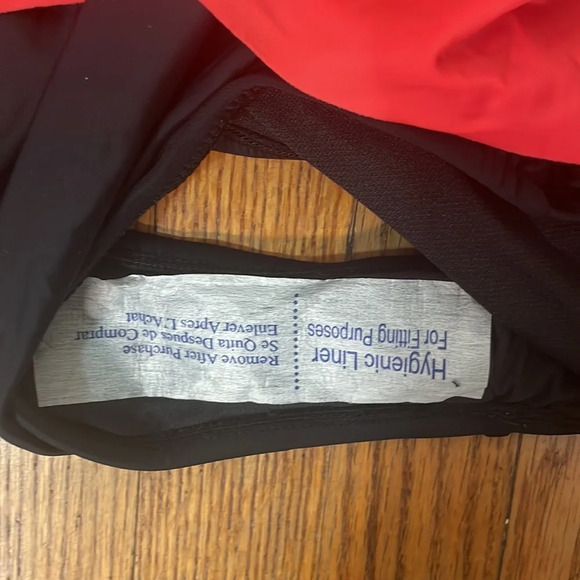 Hygienic Liner
For Fitting Purposes
Remove After Purchase
Se Quita Despues de Comprar
Enlever Apres L'Achat